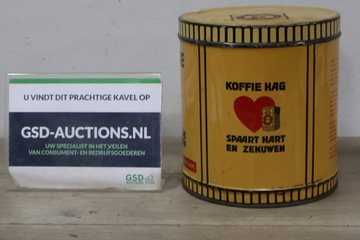 U VINDT DIT PRACHTIGE KAVEL OP
GSD-AUCTIONS.NL
UW SPECIALIST IN HET VEILEN
VAN CONSUMENT- EN BEDRIJFSGOEDEREN
GSD
KOFFIE HAG
SPAART HART
EN ZENUWEN